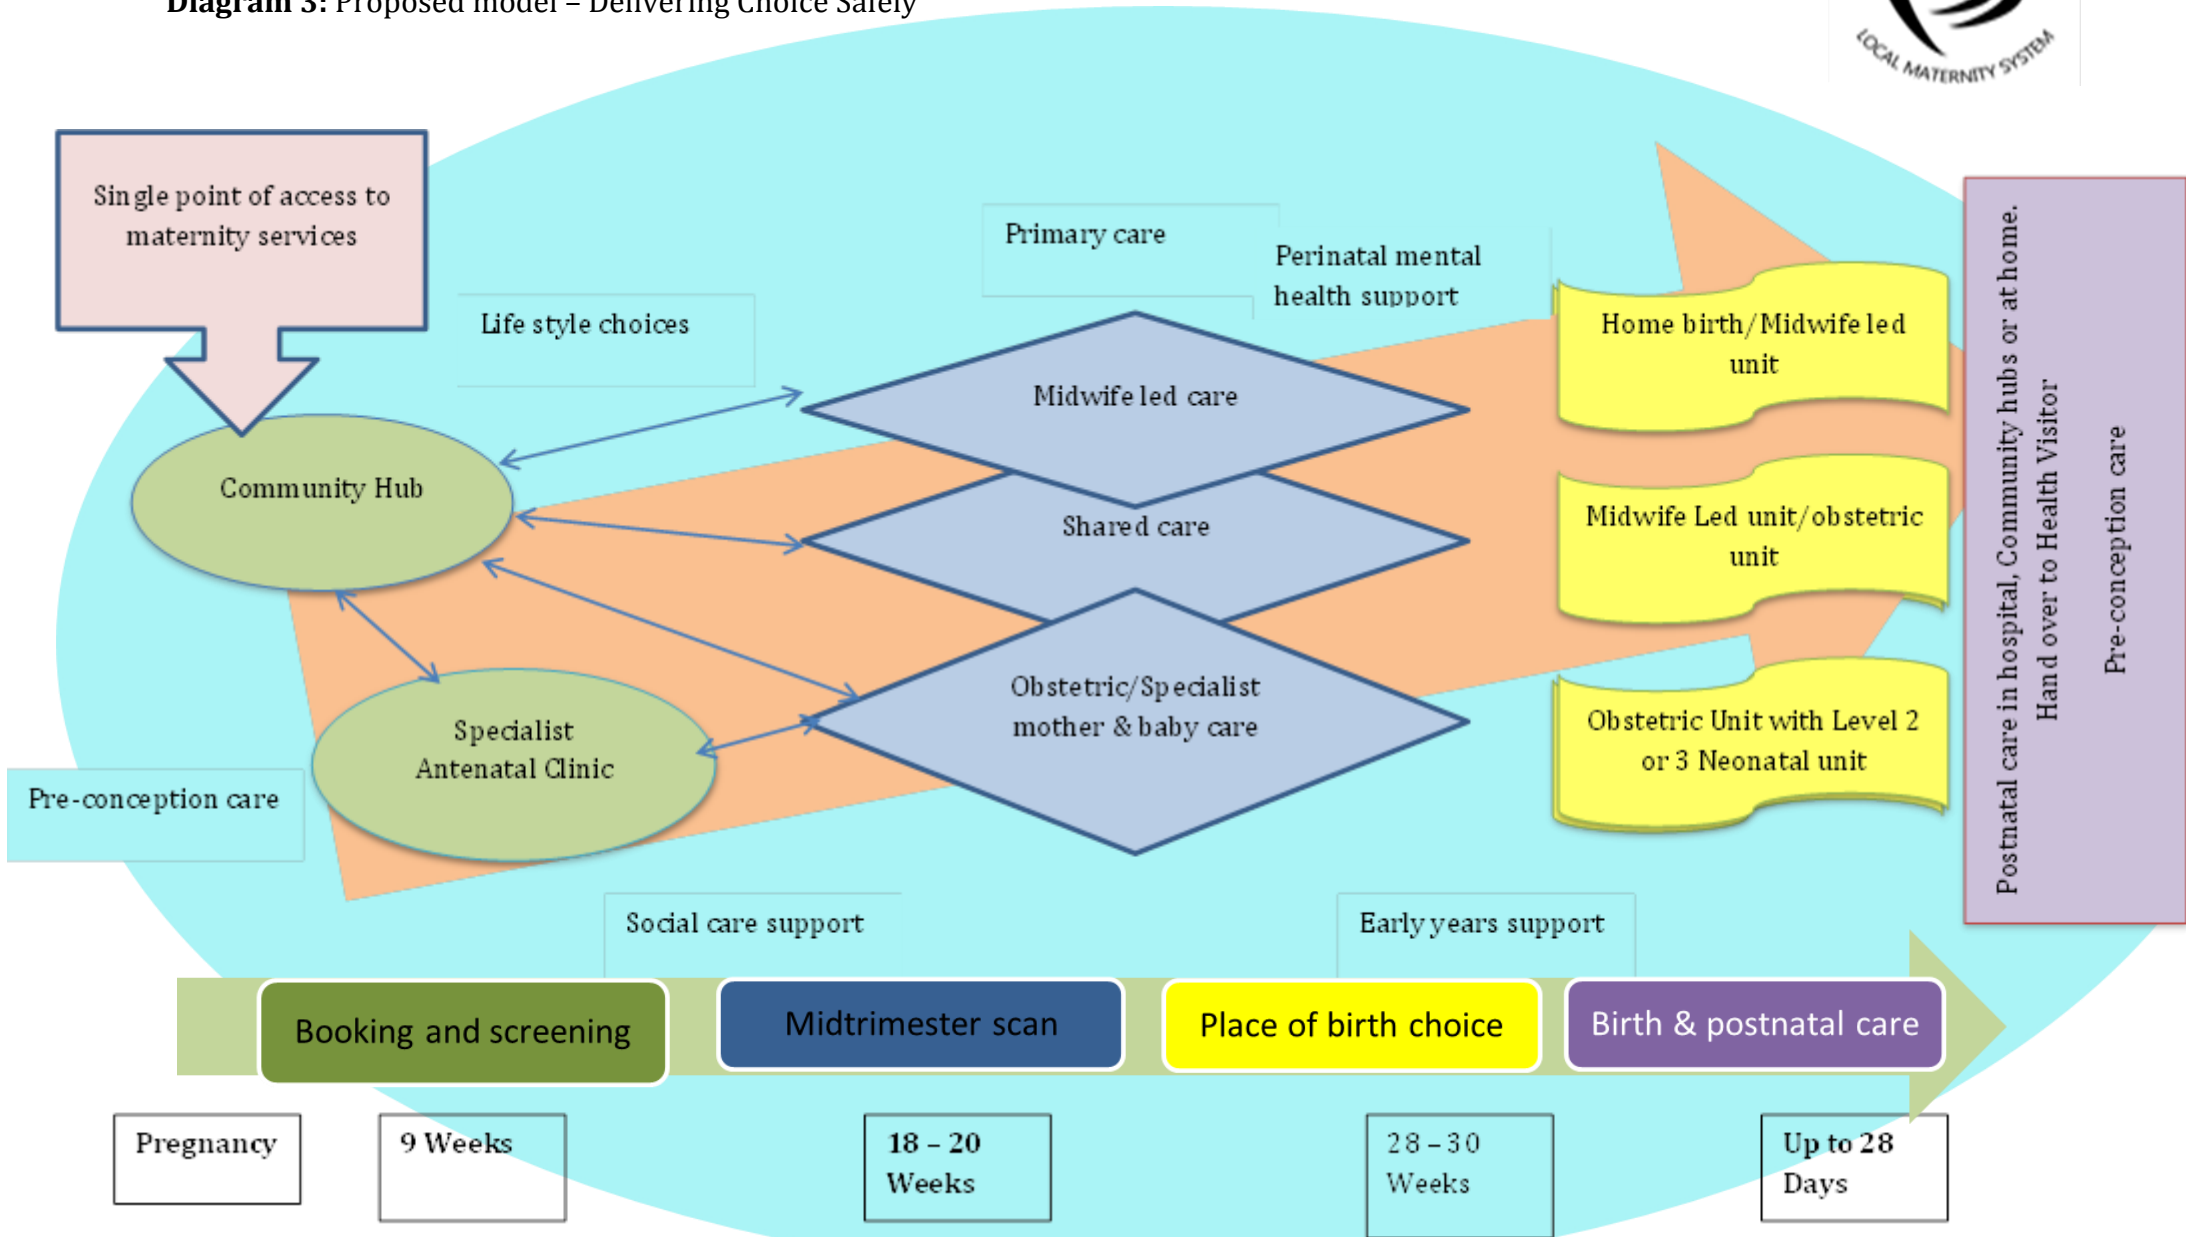 Diagram 3: Proposed model – Delivering Choice Safely
LOCAL MATERNITY SYSTEM
Single point of access to
maternity services
Primary care
Perinatal mental
health support
Life style choices
Home birth/Midwife led
unit
Midwife led care
Community Hub
Shared care
Midwife Led unit/obstetric
unit
Obstetric/Specialist
mother & baby care
Specialist
Antenatal Clinic
Obstetric Unit with Level 2
or 3 Neonatal unit
Postnatal care in hospital, Community hubs or at home.
Hand over to Health Visitor
Pre-conception care
Pre-conception care
Social care support
Early years support
Booking and screening
Midtrimester scan
Place of birth choice
Birth & postnatal care
Pregnancy
9 Weeks
18 – 20
Weeks
28 – 30
Weeks
Up to 28
Days